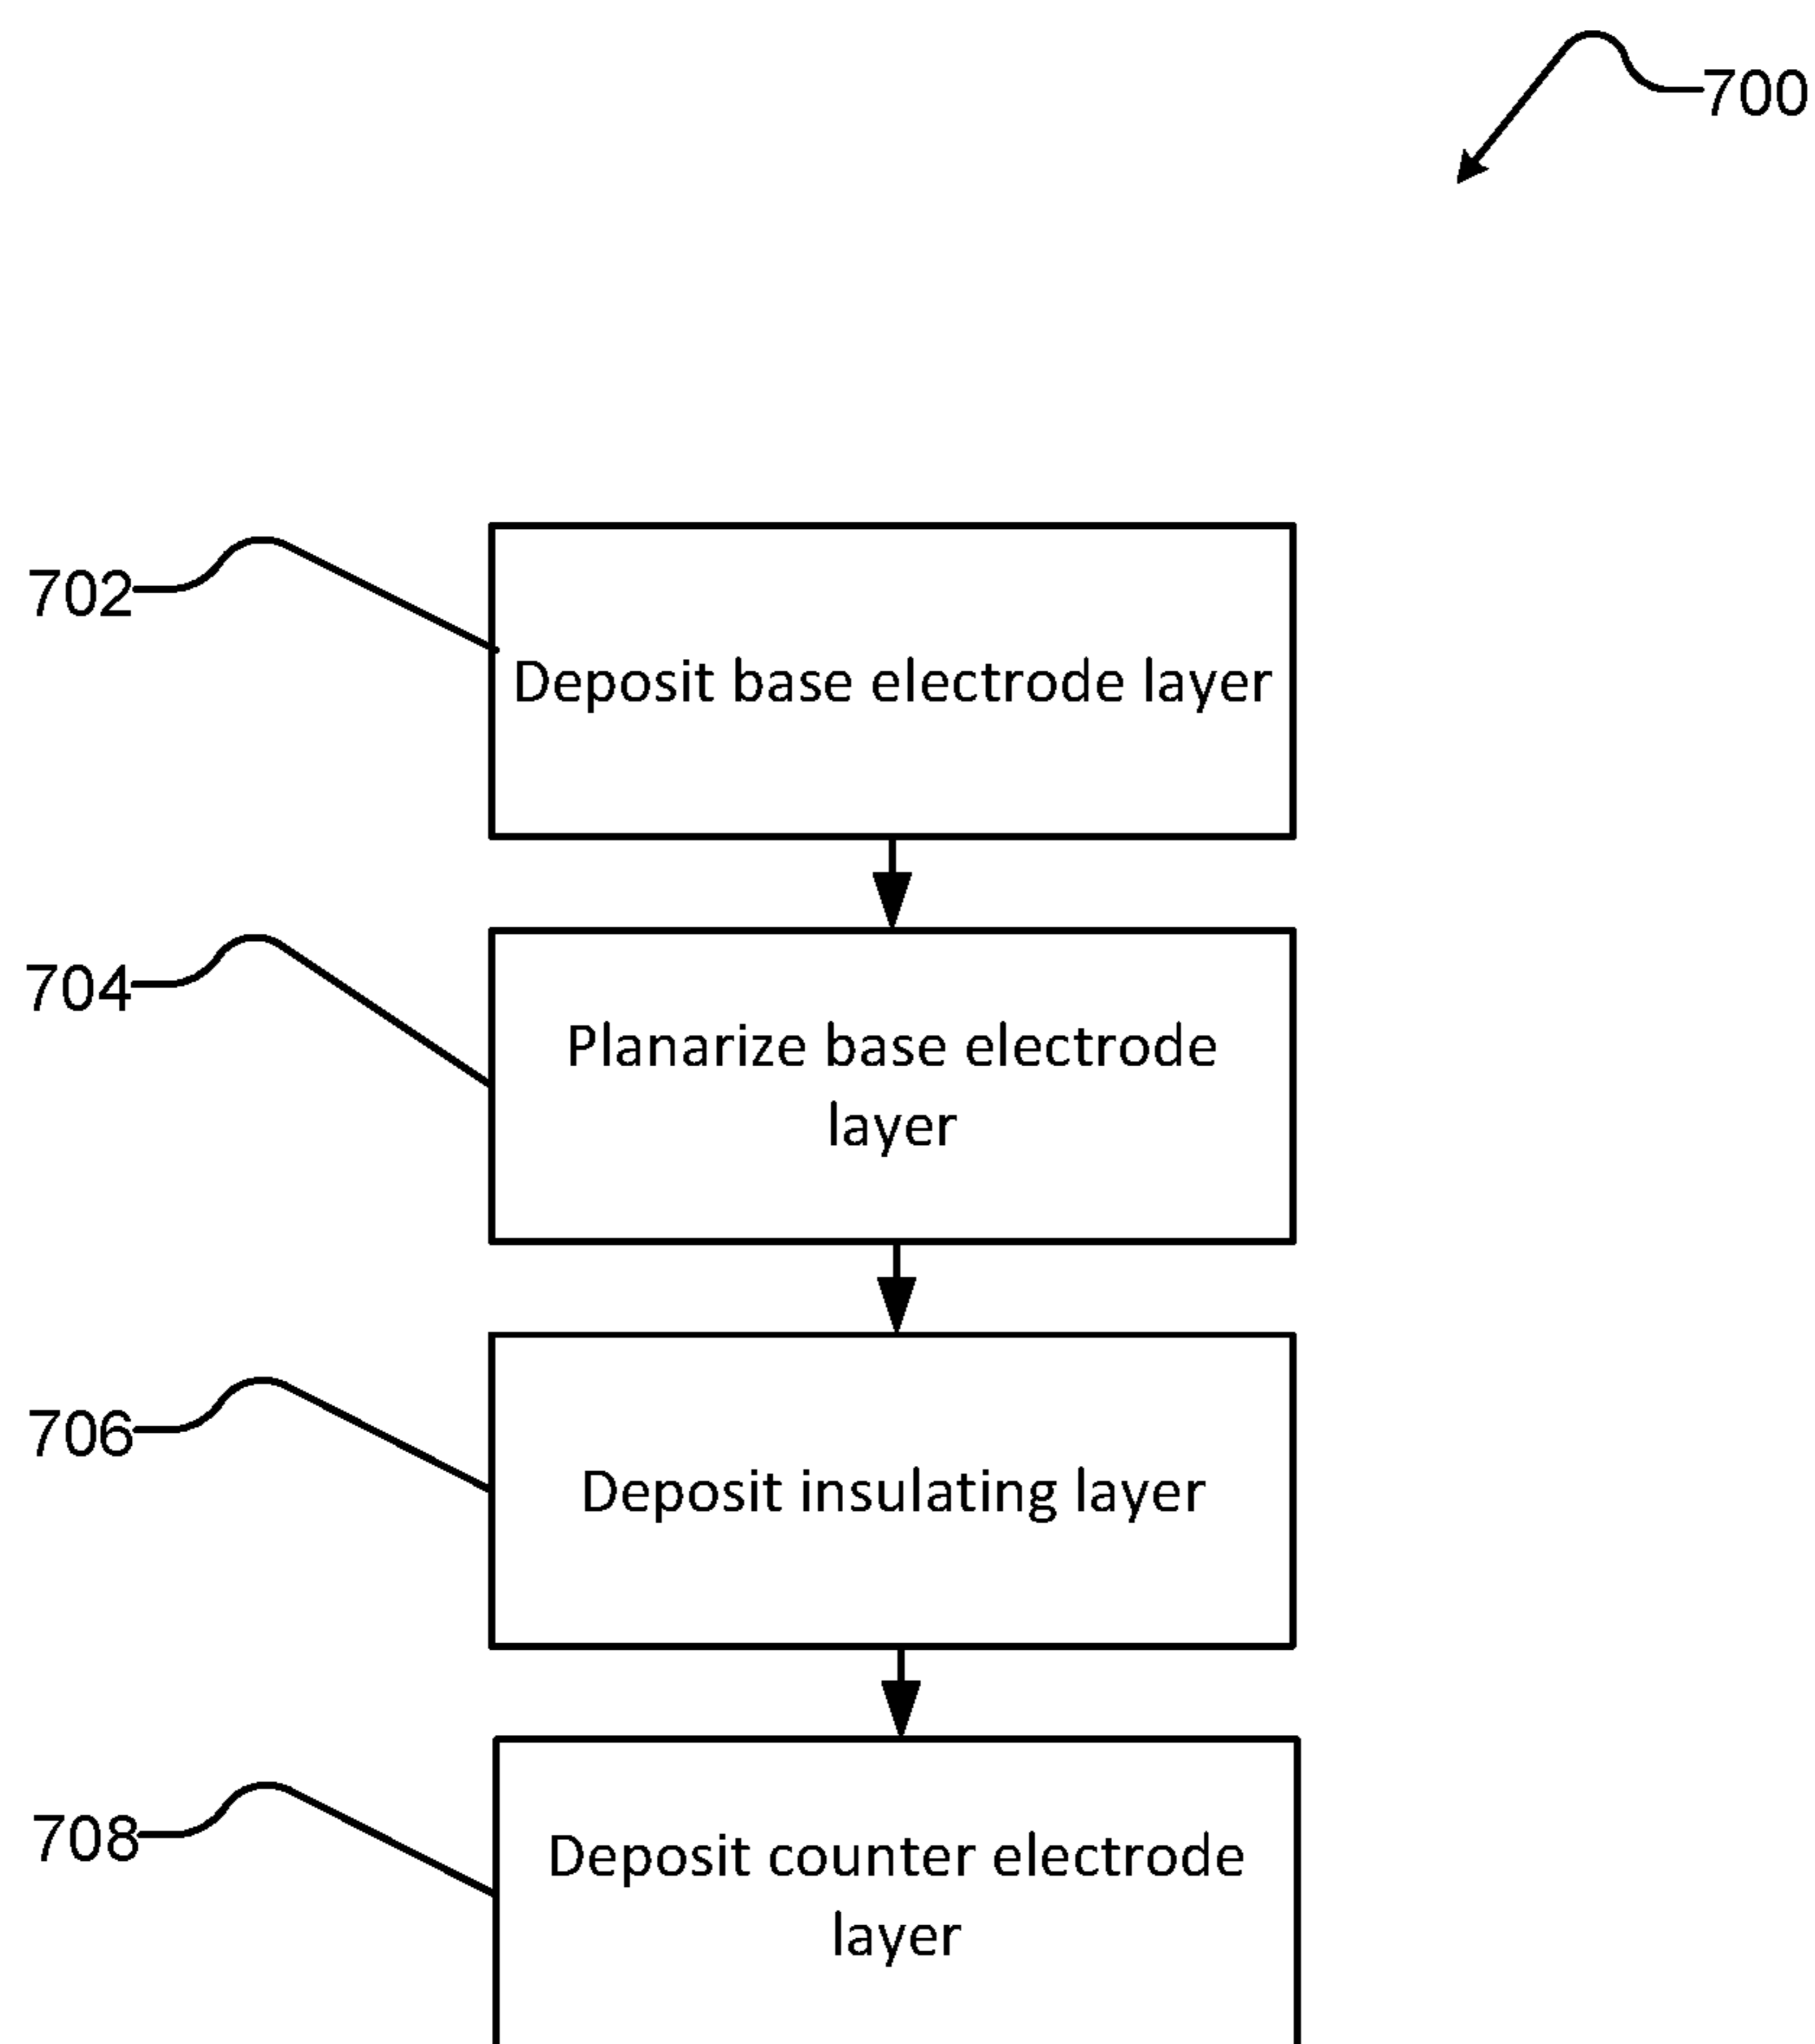 700
702
Deposit base electrode layer
704
Planarize base electrode
layer
706
Deposit insulating layer
708
Deposit counter electrode
layer